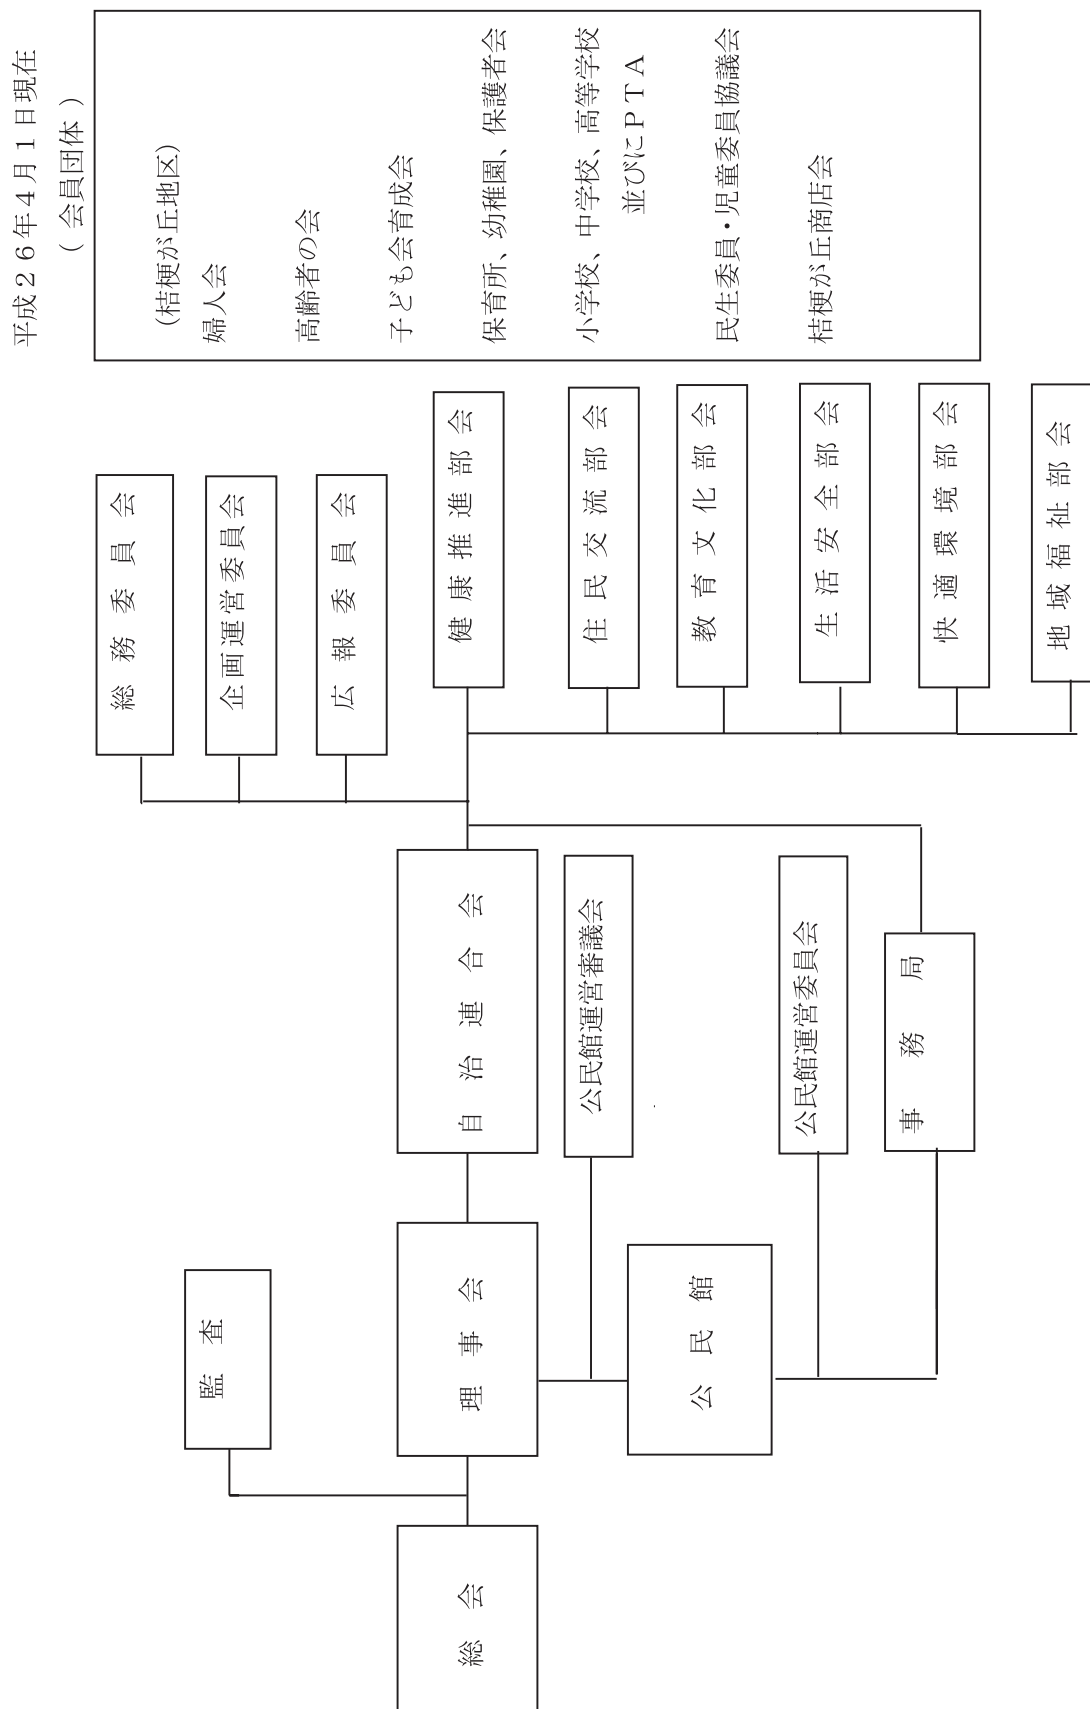 平成２６年４月１日現在
（ 会員団体 ）
(桔梗が丘地区)
婦人会
高齢者の会
子ども会育成会
保育所、幼稚園、保護者会
小学校、中学校、高等学校
並びにＰＴＡ
民生委員・児童委員協議会
桔梗が丘商店会
総務委員会
企画運営委員会
広報委員会
健康推進部会
住民交流部会
教育文化部会
生活安全部会
快適環境部会
地域福祉部会
自治連合会
公民館運営審議会
公民館運営委員会
事務局
監査
理事会
公民館
総会